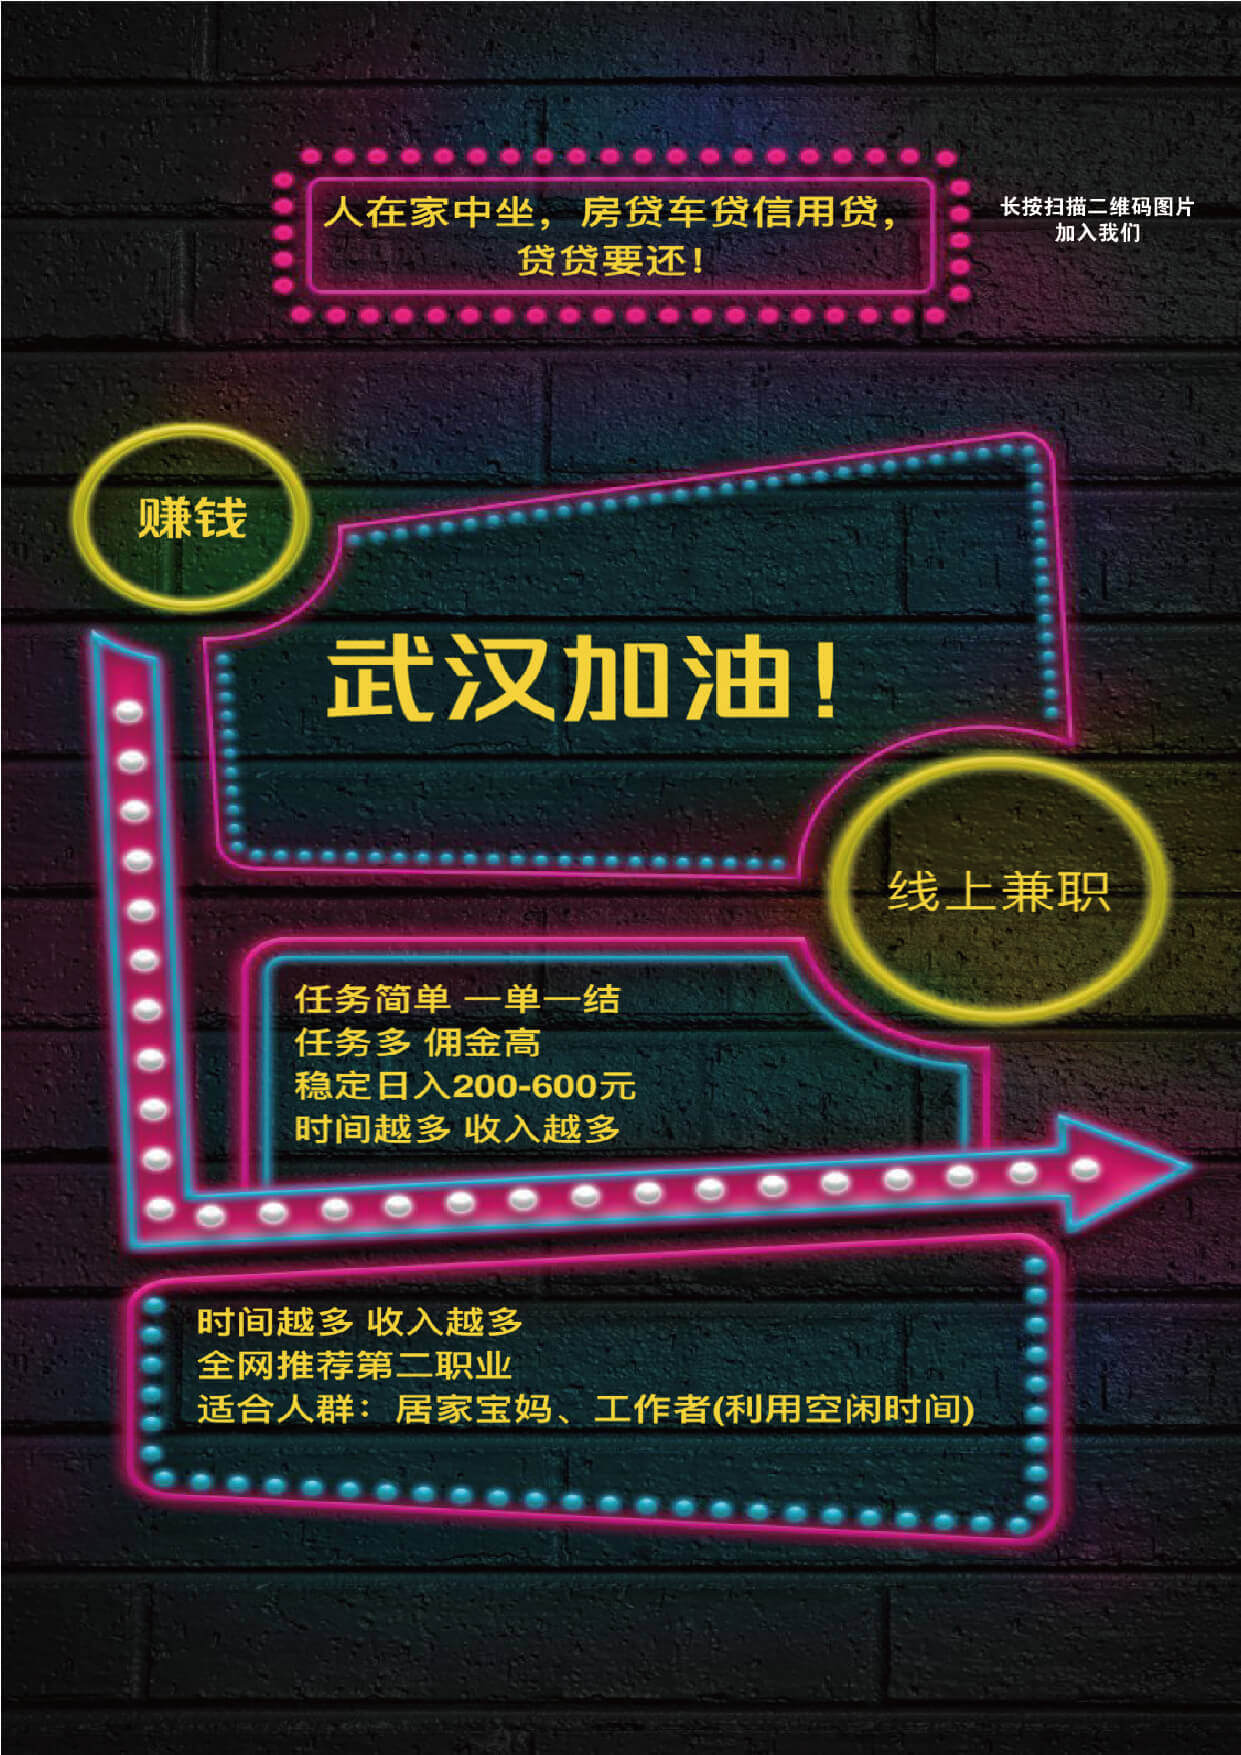 人在家中坐，房贷车贷信用贷，
贷贷要还！
长按扫描二维码图片
加入我们
赚钱
武汉加油！
线上兼职
任务简单 一单一结
任务多 佣金高
稳定日入200-600元
时间越多 收入越多
时间越多 收入越多
全网推荐第二职业
适合人群：居家宝妈、工作者(利用空闲时间)